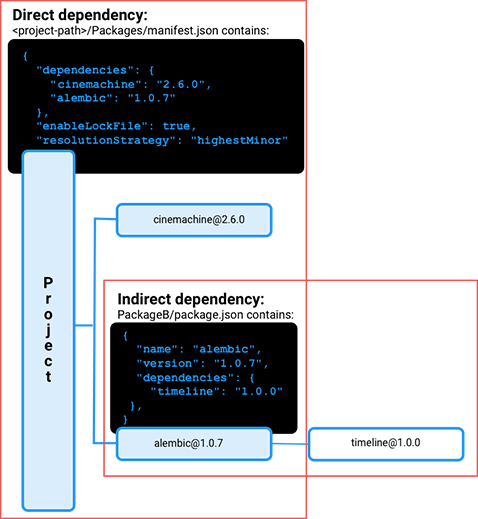 Direct dependency:
<project-path>/Packages/manifest.json contains:
{
"dependencies": {
"cinemachine": "2.6.0",
"alembic": "1.0.7"
},
"enableLockFile": true,
"resolutionStrategy": "highestMinor"
Project
cinemachine@2.6.0
Indirect dependency:
PackageB/package.json contains:
{
"name": "alembic",
"version": "1.0.7",
"dependencies": {
"timeline": "1.0.0"
},
}
alembic@1.0.7
timeline@1.0.0